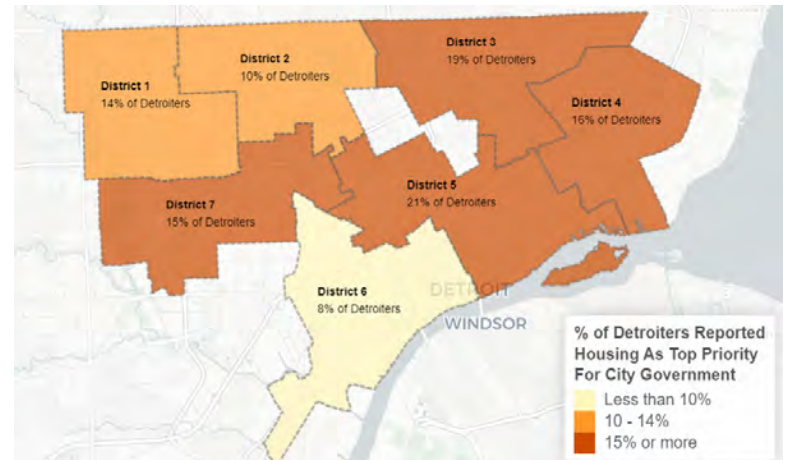 District 1
14% of Detroiters
District 2
10% of Detroiters
District 3
19% of Detroiters
District 4
16% of Detroiters
District 7
15% of Detroiters
District 5
21% of Detroiters
District 6
8% of Detroiters
DETROIT
WINDSOR
% of Detroiters Reported
Housing As Top Priority
For City Government
Less than 10%
10 - 14%
15% or more